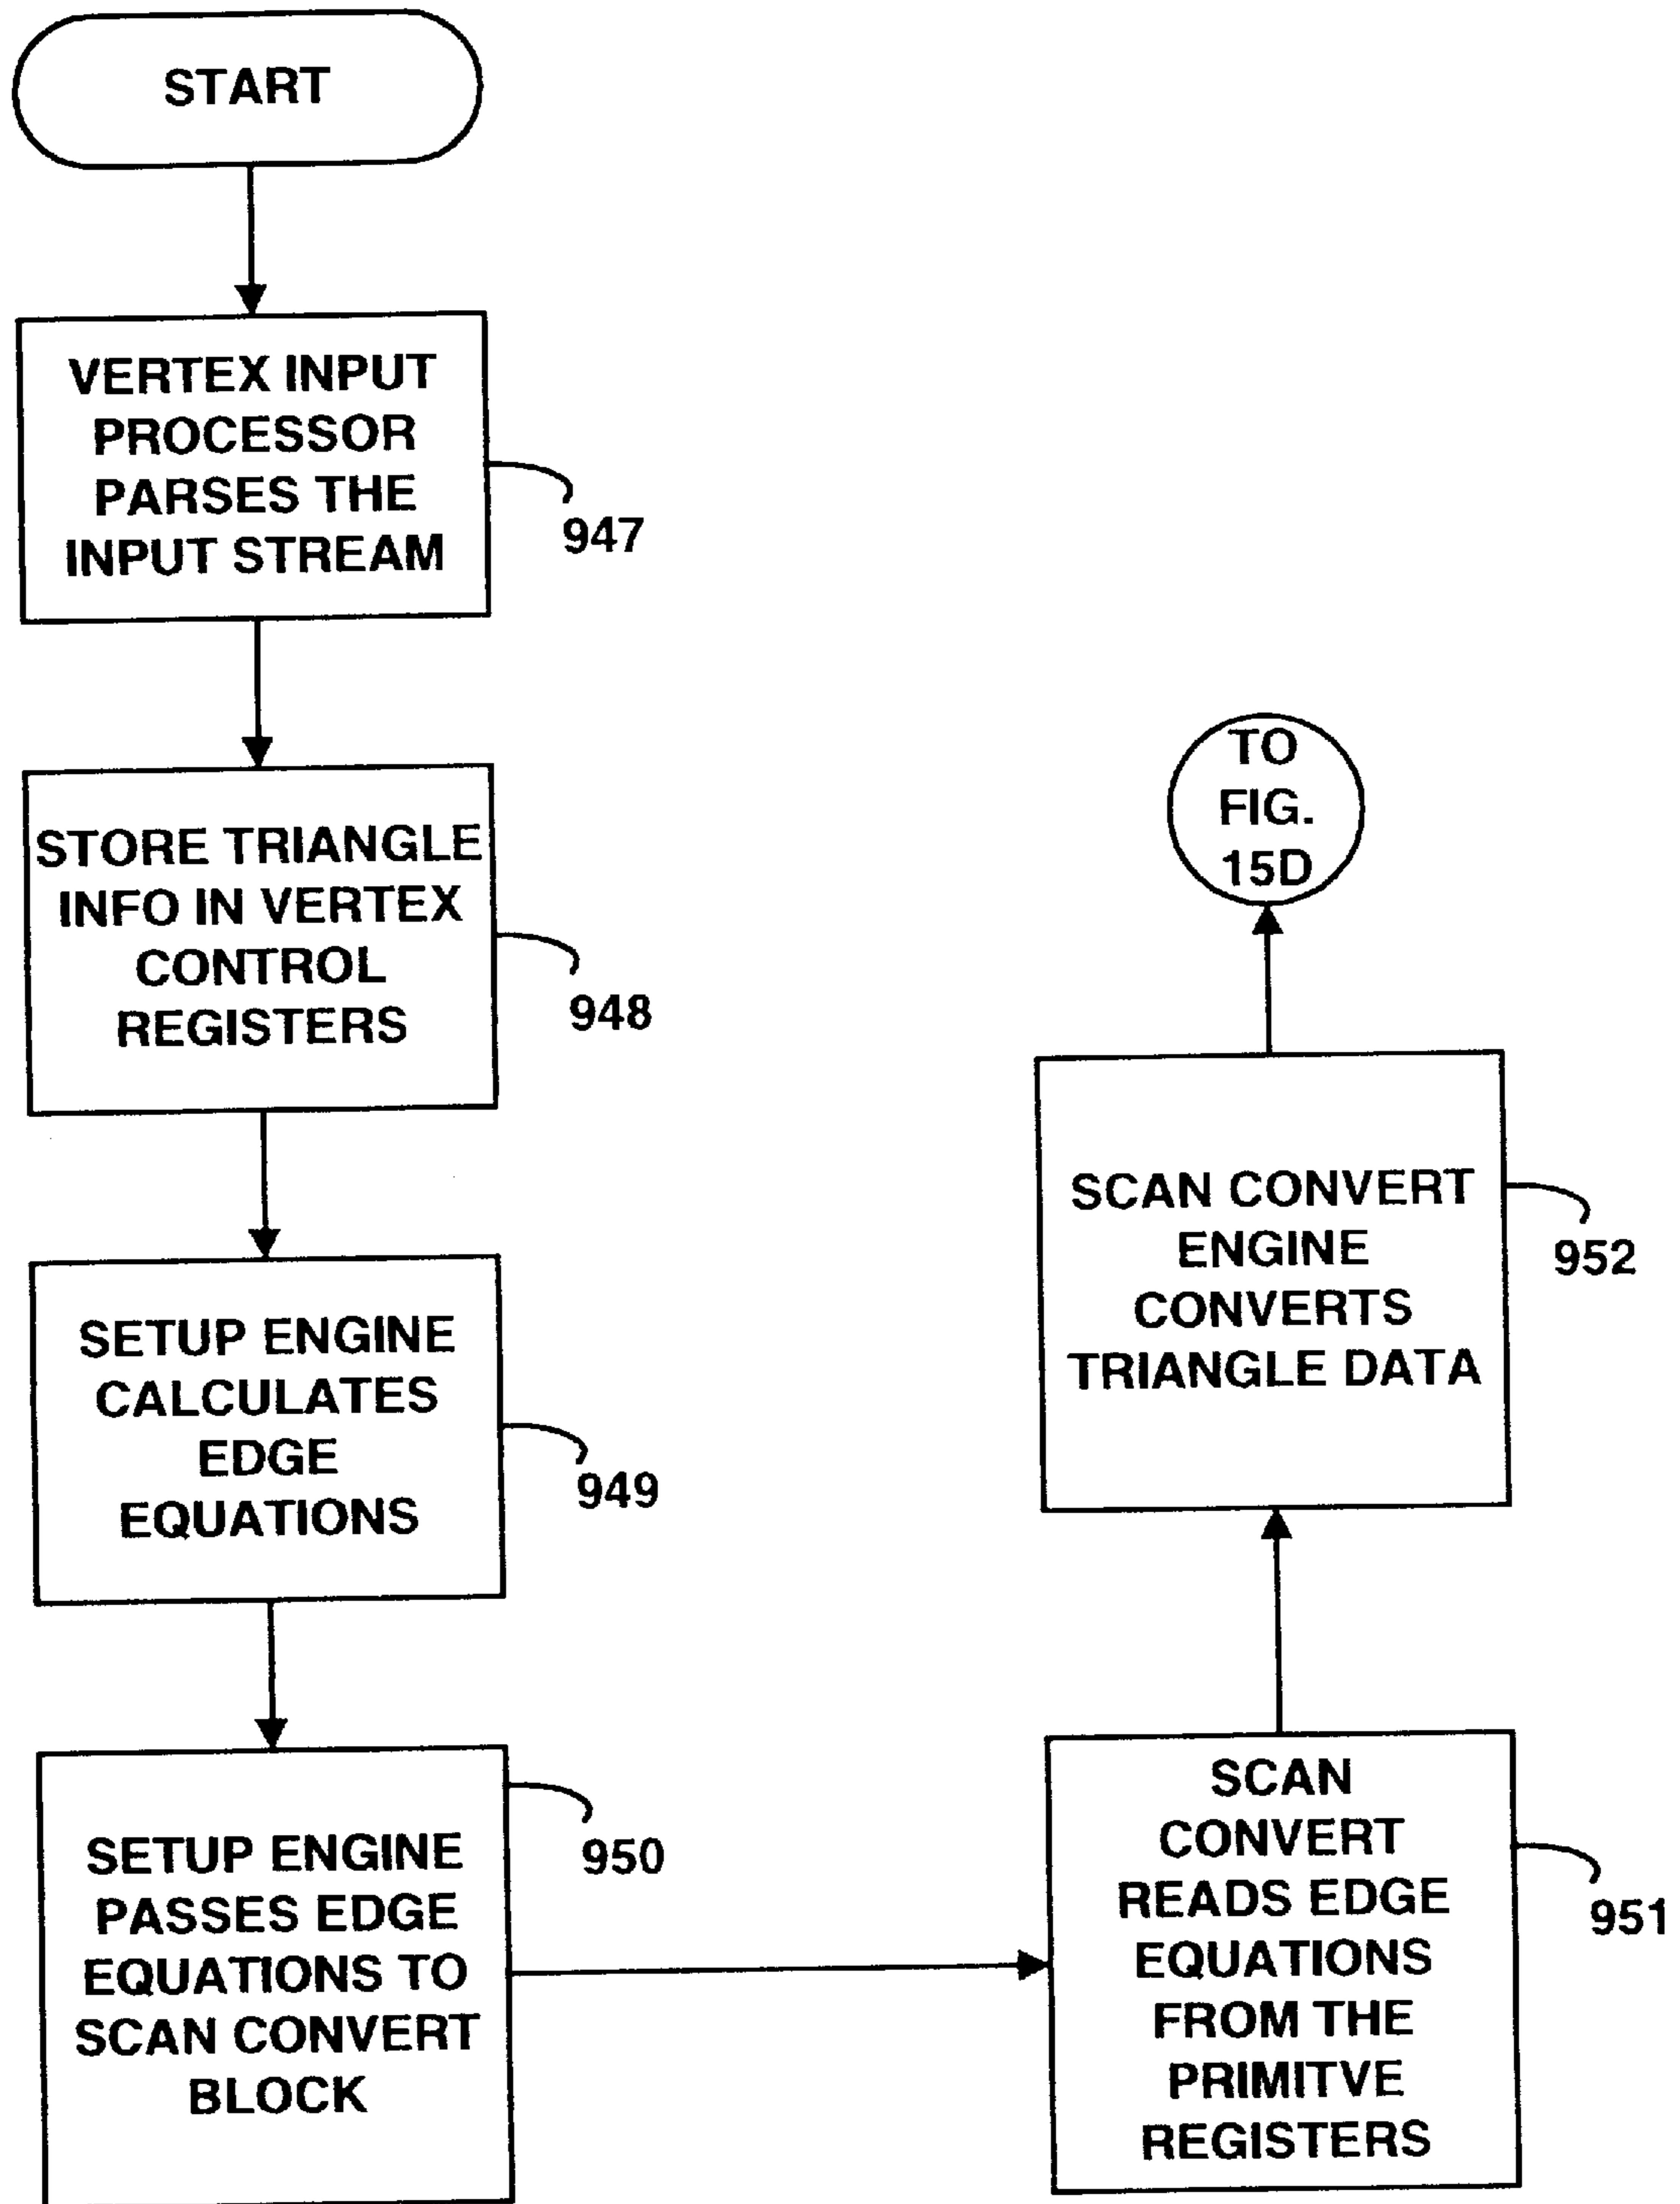 START
VERTEX INPUT
PROCESSOR
PARSES THE
INPUT STREAM
947
STORE TRIANGLE
INFO IN VERTEX
CONTROL
REGISTERS
948
SETUP ENGINE
CALCULATES
EDGE
EQUATIONS
949
SETUP ENGINE
PASSES EDGE
EQUATIONS TO
SCAN CONVERT
BLOCK
950
SCAN
CONVERT
READS EDGE
EQUATIONS
FROM THE
PRIMITVE
REGISTERS
951
SCAN CONVERT
ENGINE
CONVERTS
TRIANGLE DATA
952
TO
FIG.
15D